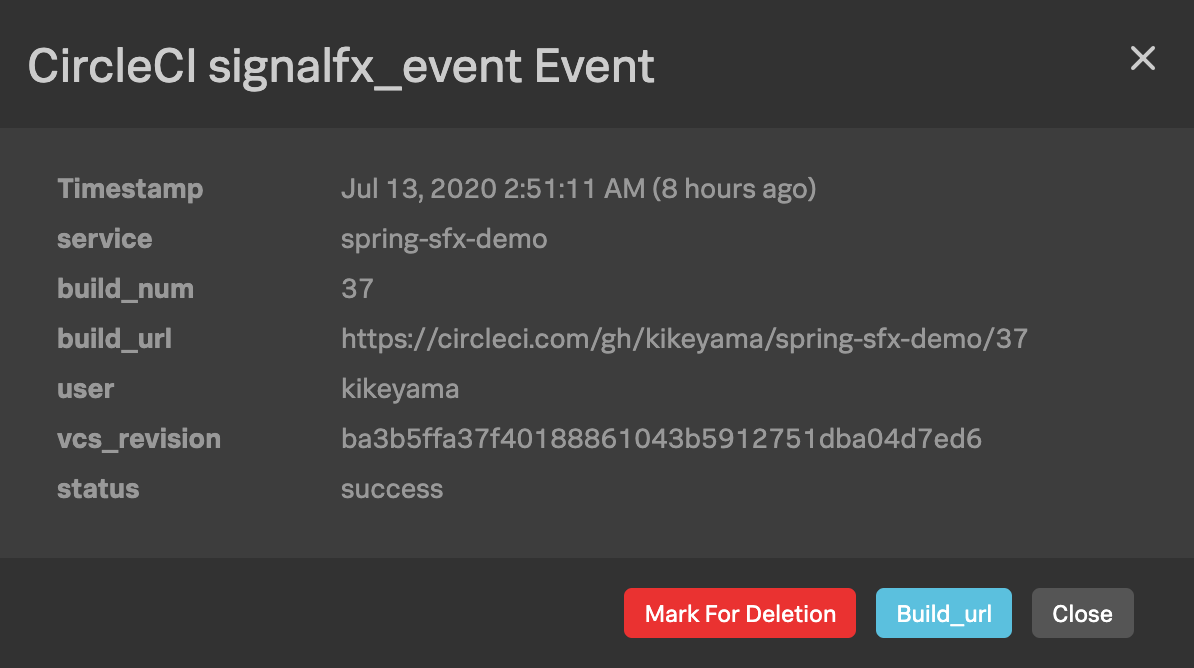 CircleCI signalfx_event Event
Timestamp Jul 13, 2020 2:51:11 AM (8 hours ago)
service spring-sfx-demo
build_num 37
build_url https://circleci.com/gh/kikeyama/spring-sfx-demo/37
user kikeyama
vcs_revision ba3b5ffa37f40188861043b5912751dba04d7ed6
status success
Mark For Deletion Build_url Close